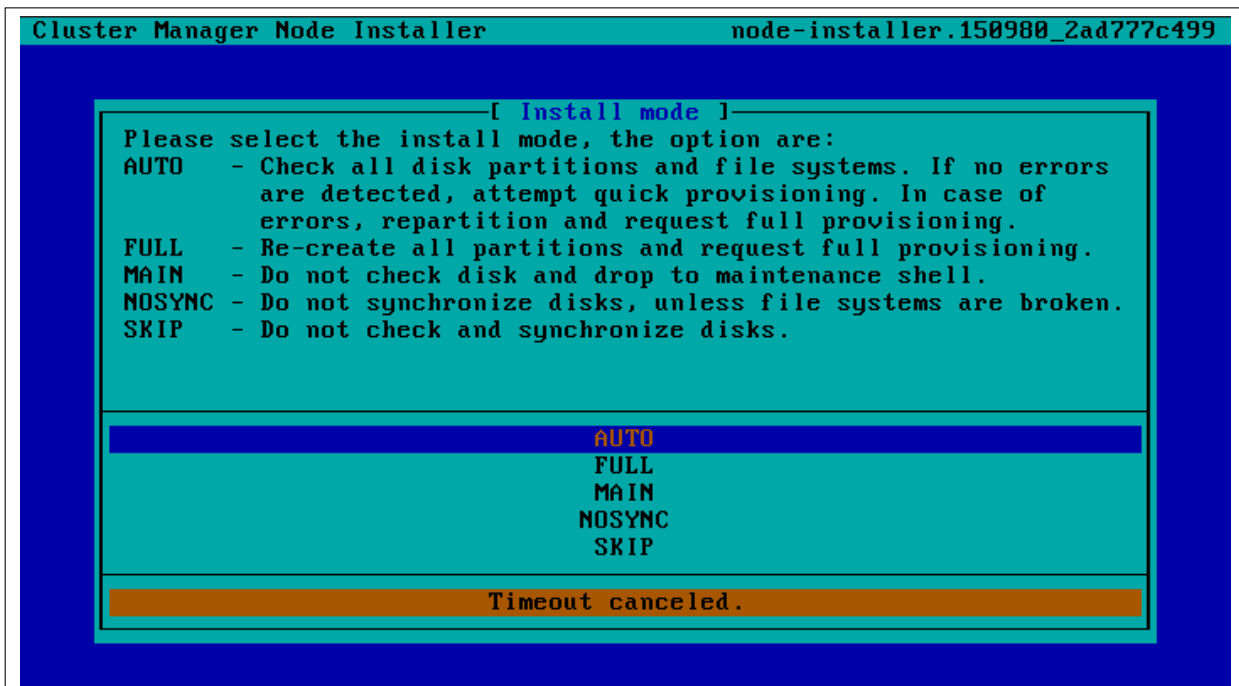 Cluster Manager Node Installer node-installer.150980_2ad777c499
[ Install mode ]
Please select the install mode, the option are:
AUTO - Check all disk partitions and file systems. If no errors
are detected, attempt quick provisioning. In case of
errors, repartition and request full provisioning.
FULL - Re-create all partitions and request full provisioning.
MAIN - Do not check disk and drop to maintenance shell.
NOSYNC - Do not synchronize disks, unless file systems are broken.
SKIP - Do not check and synchronize disks.
AUTO
FULL
MAIN
NOSYNC
SKIP
Timeout canceled.